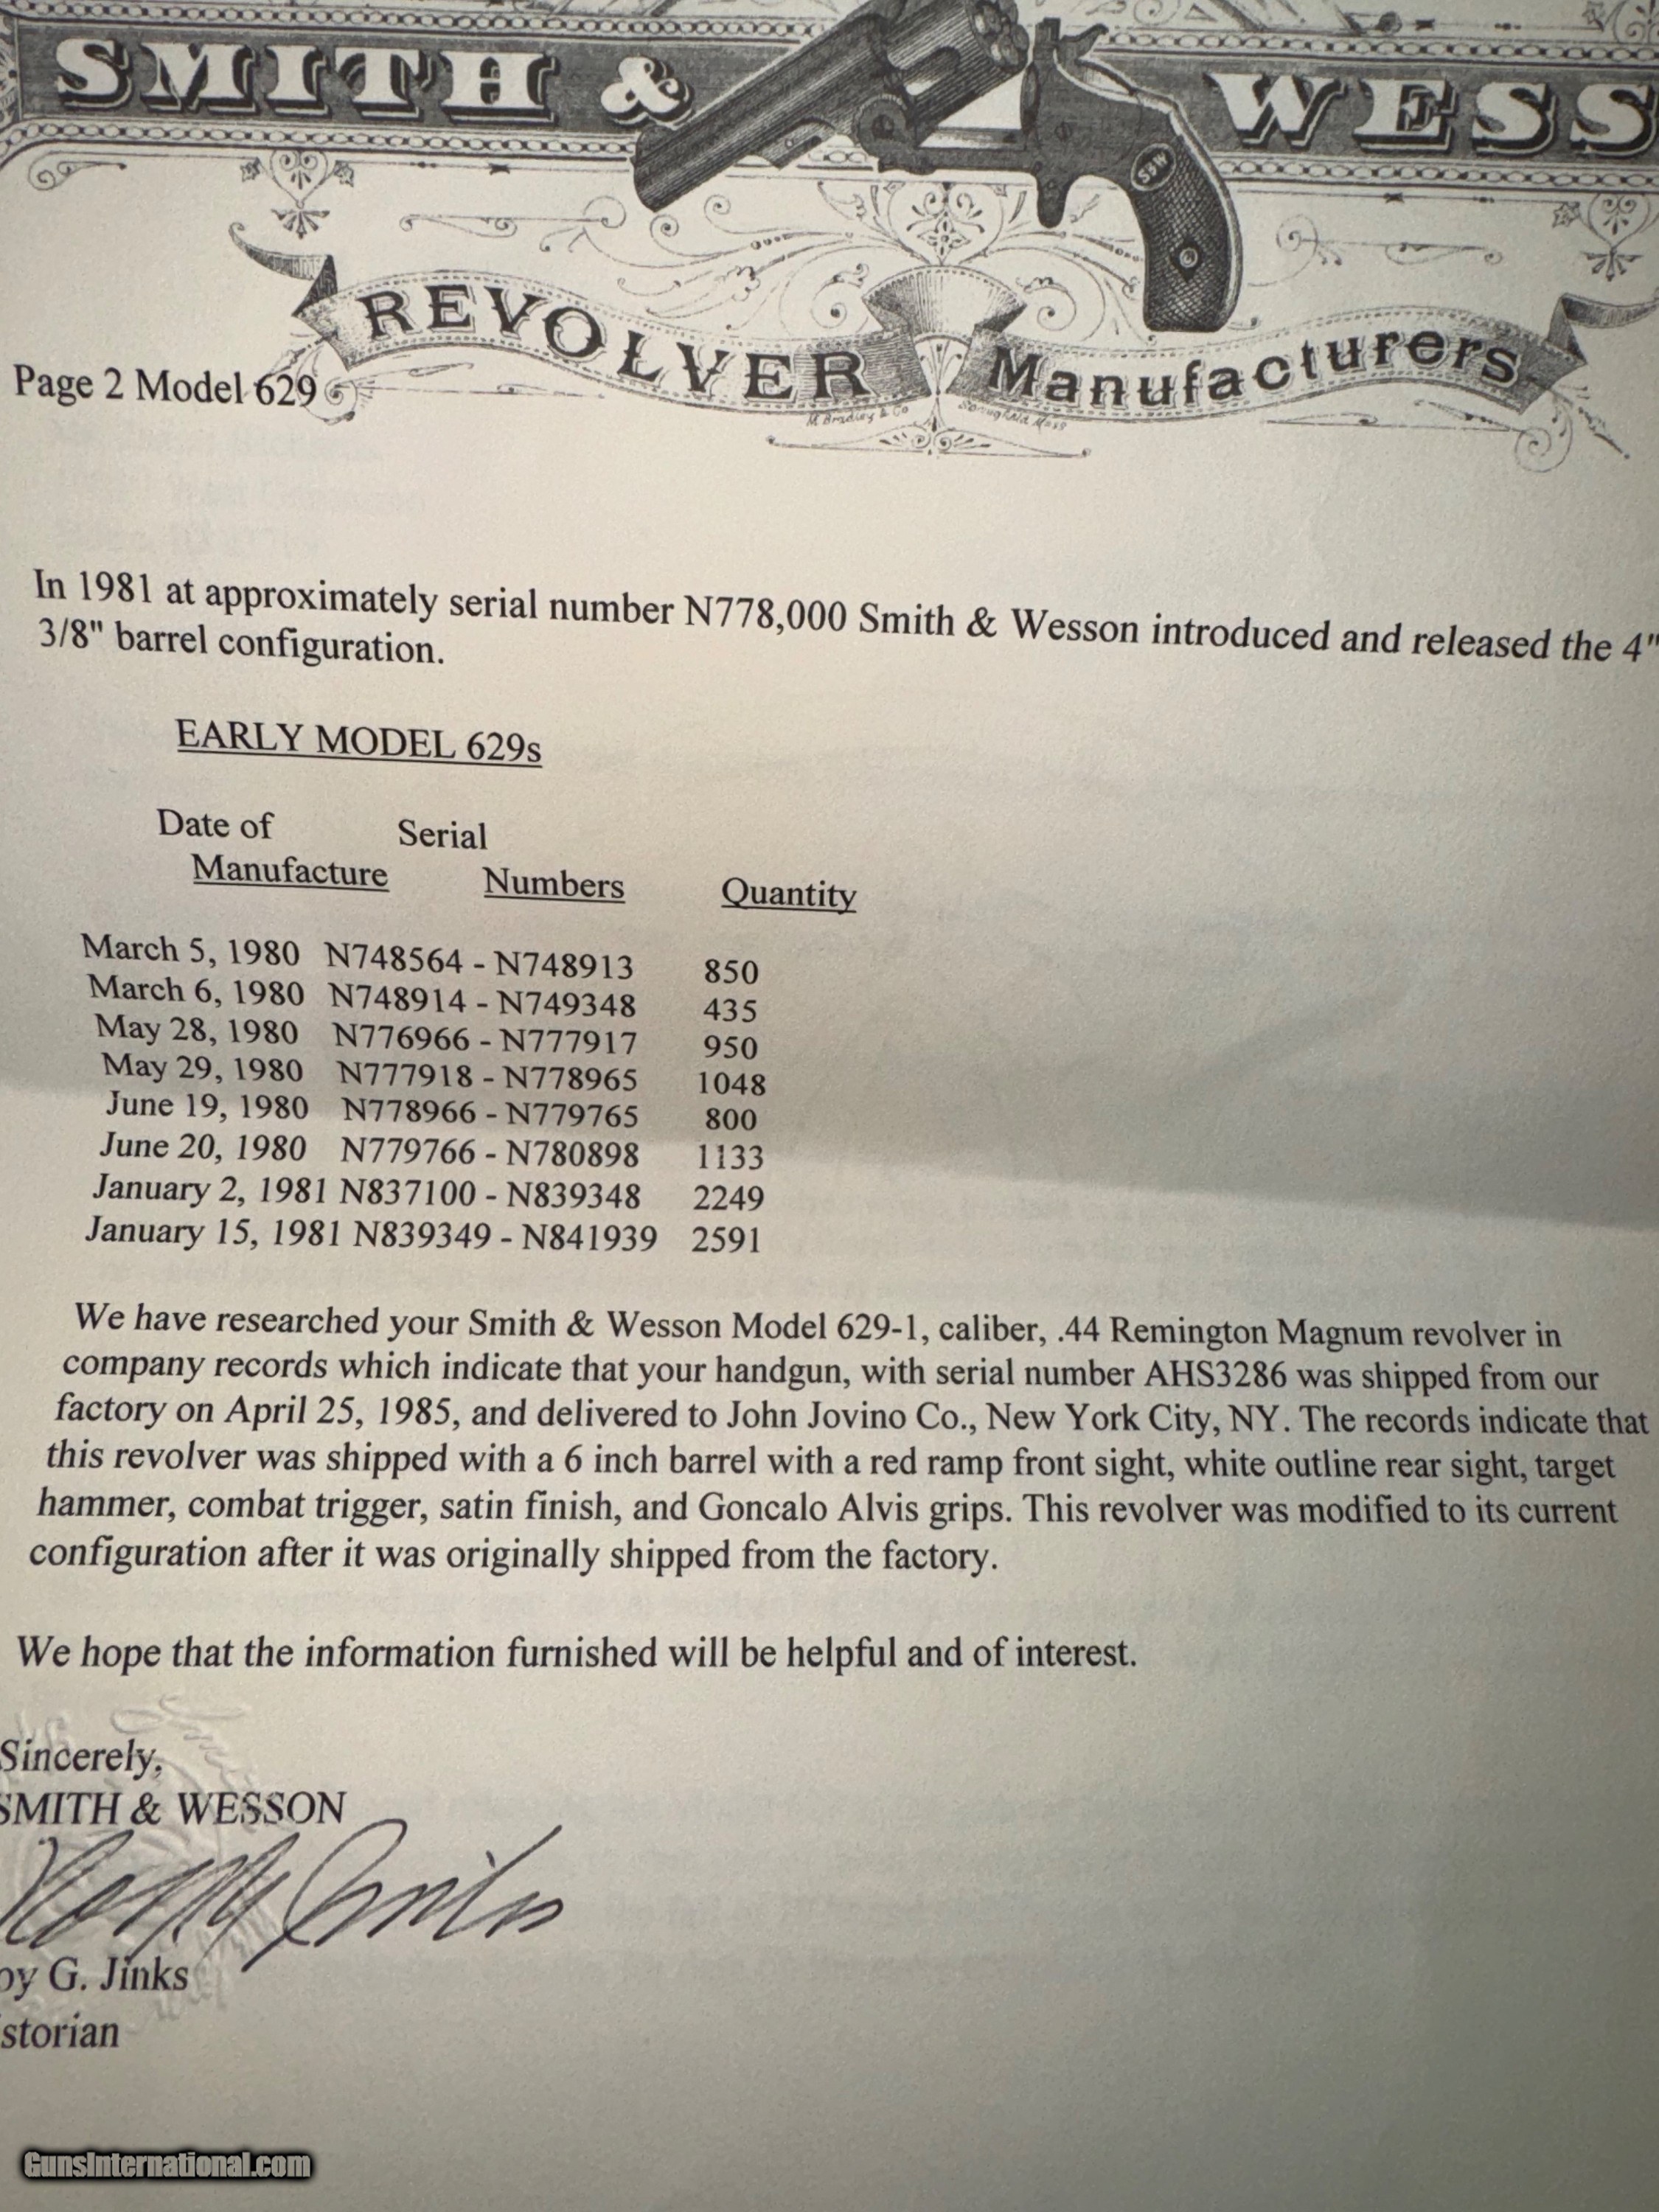 SMITH & WESS
S&W
REVOLVER Manufacturers
M. Bradley & Co Springfield Mass
Page 2 Model 629
In 1981 at approximately serial number N778,000 Smith & Wesson introduced and released the 4"
3/8" barrel configuration.
EARLY MODEL 629s
Date of Serial
Manufacture Numbers Quantity
March 5, 1980 N748564 - N748913 850
March 6, 1980 N748914 - N749348 435
May 28, 1980 N776966 - N777917 950
May 29, 1980 N777918 - N778965 1048
June 19, 1980 N778966 - N779765 800
June 20, 1980 N779766 - N780898 1133
January 2, 1981 N837100 - N839348 2249
January 15, 1981 N839349 - N841939 2591
We have researched your Smith & Wesson Model 629-1, caliber, .44 Remington Magnum revolver in
company records which indicate that your handgun, with serial number AHS3286 was shipped from our
factory on April 25, 1985, and delivered to John Jovino Co., New York City, NY. The records indicate that
this revolver was shipped with a 6 inch barrel with a red ramp front sight, white outline rear sight, target
hammer, combat trigger, satin finish, and Goncalo Alvis grips. This revolver was modified to its current
configuration after it was originally shipped from the factory.
We hope that the information furnished will be helpful and of interest.
Sincerely,
SMITH & WESSON
Roy G Jinks
oy G. Jinks
storian
GunsInternational.com